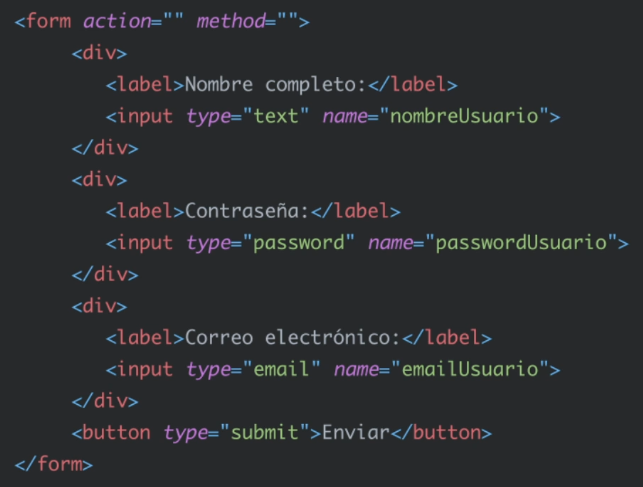 <form action="" method="">
<div>
<label>Nombre completo:</label>
<input type="text" name="nombreUsuario">
</div>
<div>
<label>Contraseña:</label>
<input type="password" name="passwordUsuario">
</div>
<div>
<label>Correo electrónico:</label>
<input type="email" name="emailUsuario">
</div>
<button type="submit">Enviar</button>
</form>